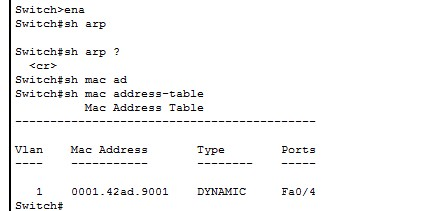 Switch>ena
Switch#sh arp
Switch#sh arp ?
  <cr>
Switch#sh mac ad
Switch#sh mac address-table
          Mac Address Table
-------------------------------------------
Vlan    Mac Address       Type        Ports
----    -----------       --------    -----
   1    0001.42ad.9001    DYNAMIC     Fa0/4
Switch#